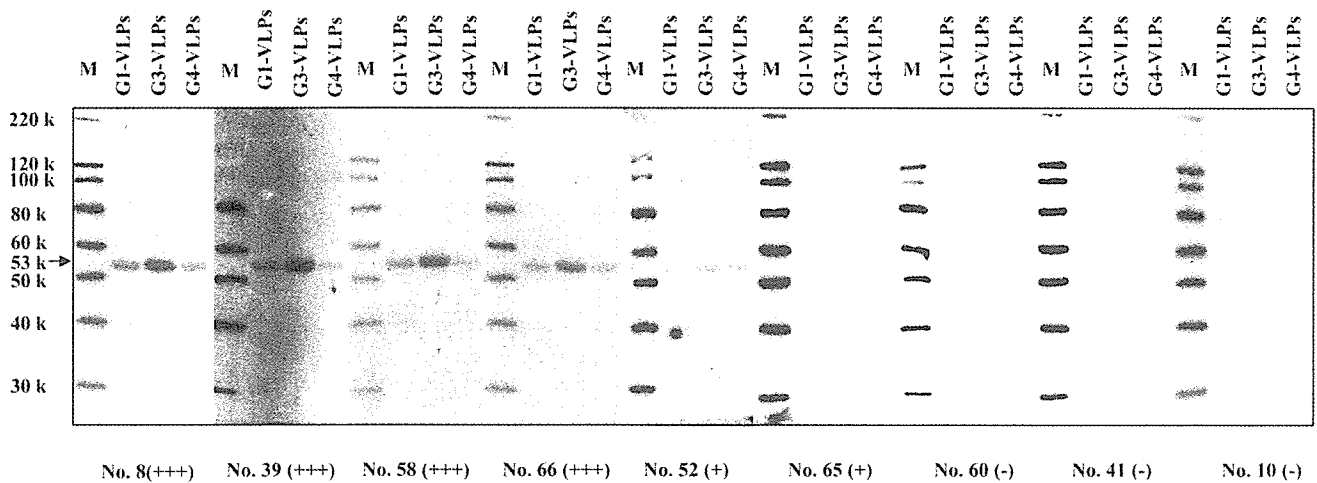 M G1-VLPs G3-VLPs G4-VLPs M G1-VLPs G3-VLPs G4-VLPs M G1-VLPs G3-VLPs G4-VLPs M G1-VLPs G3-VLPs G4-VLPs M G1-VLPs G3-VLPs G4-VLPs M G1-VLPs G3-VLPs G4-VLPs M G1-VLPs G3-VLPs G4-VLPs M G1-VLPs G3-VLPs G4-VLPs M G1-VLPs G3-VLPs G4-VLPs
220 k
120 k
100 k
80 k
60 k
53 k
50 k
40 k
30 k
No. 8(+++) No. 39 (+++) No. 58 (+++) No. 66 (+++) No. 52 (+) No. 65 (+) No. 60 (-) No. 41 (-) No. 10 (-)